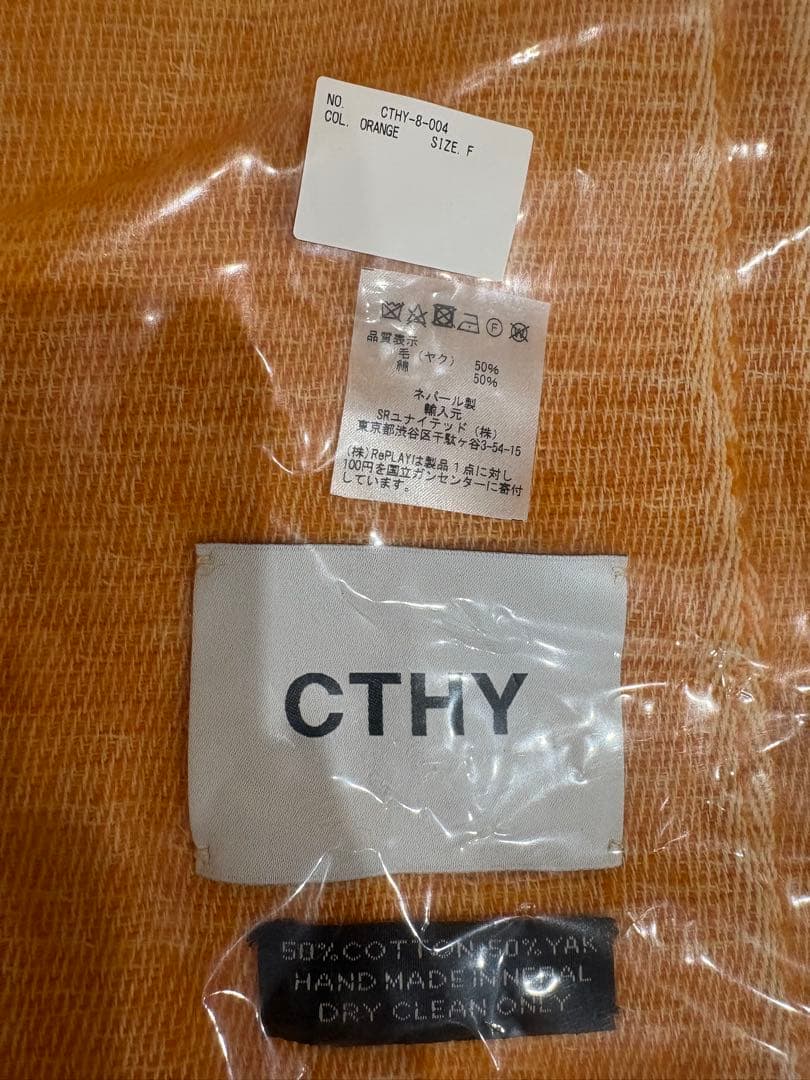 NO. CTHY-8-004
COL. ORANGE SIZE. F
F W
品質表示
毛（ヤク） 50%
綿 50%
ネパール製
輸入元
SRユナイテッド（株）
東京都渋谷区千駄ヶ谷3-54-15
(株)RePLAYは製品1点に対し
100円を国立ガンセンターに寄付
しています。
CTHY
50%COTTON 50%YAK
HAND MADE IN NEPAL
DRY CLEAN ONLY